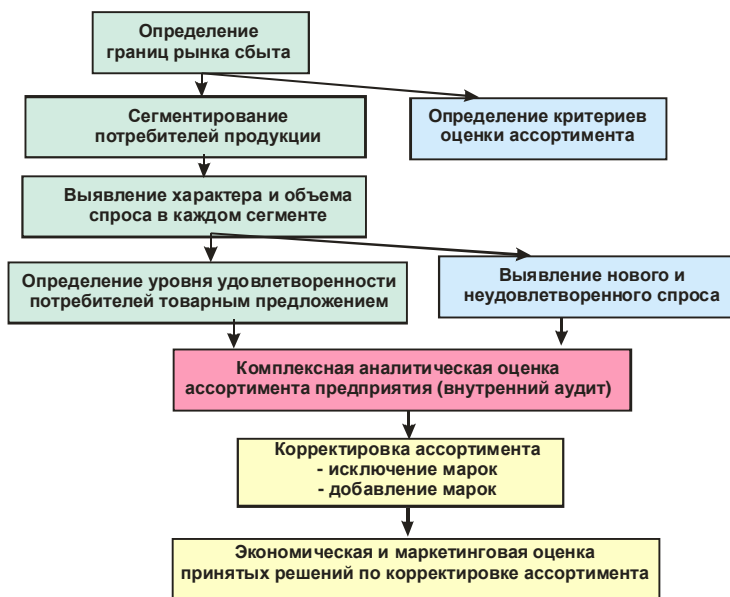 Определение
границ рынка сбыта
Сегментирование
потребителей продукции
Определение критериев
оценки ассортимента
Выявление характера и объема
спроса в каждом сегменте
Определение уровня удовлетворенности
потребителей товарным предложением
Выявление нового и
неудовлетворенного спроса
Комплексная аналитическая оценка
ассортимента предприятия (внутренний аудит)
Корректировка ассортимента
- исключение марок
- добавление марок
Экономическая и маркетинговая оценка
принятых решений по корректировке ассортимента